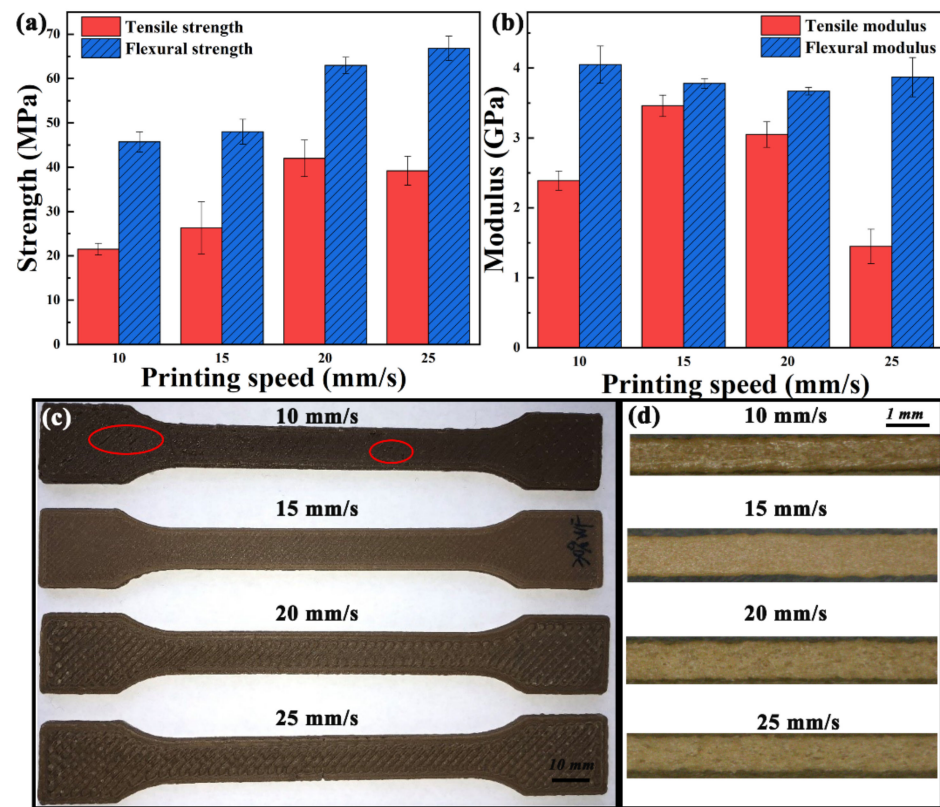 (a)
Tensile strength
Flexural strength
Strength (MPa)
70
60
50
40
30
20
10
0
10 15 20 25
Printing speed (mm/s)
(b)
Tensile modulus
Flexural modulus
Modulus (GPa)
4
3
2
1
0
10 15 20 25
Printing speed (mm/s)
(c)
10 mm/s
15 mm/s
20 mm/s
25 mm/s
10 mm
(d)
10 mm/s
1 mm
15 mm/s
20 mm/s
25 mm/s